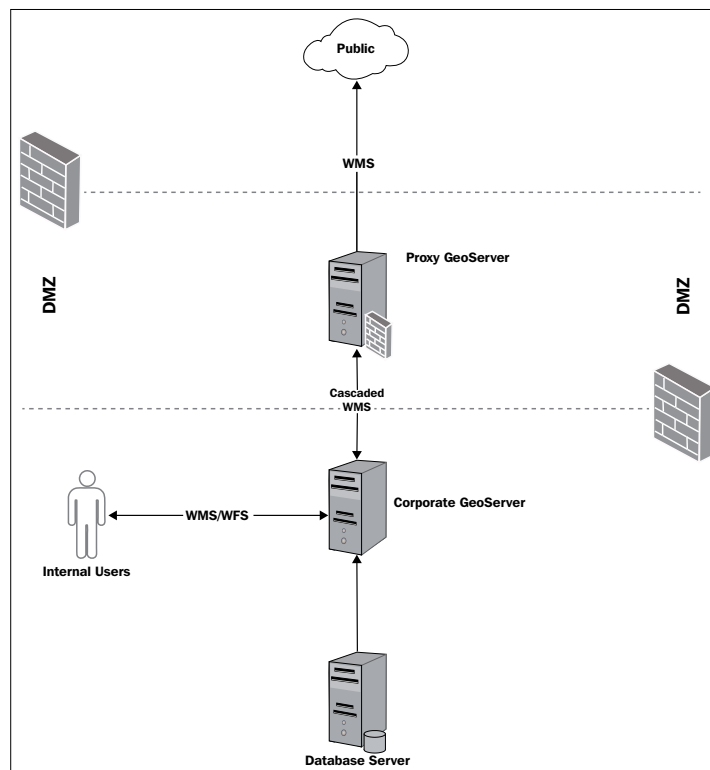 Public
WMS
Proxy GeoServer
DMZ
DMZ
Cascaded
WMS
Corporate GeoServer
WMS/WFS
Internal Users
Database Server